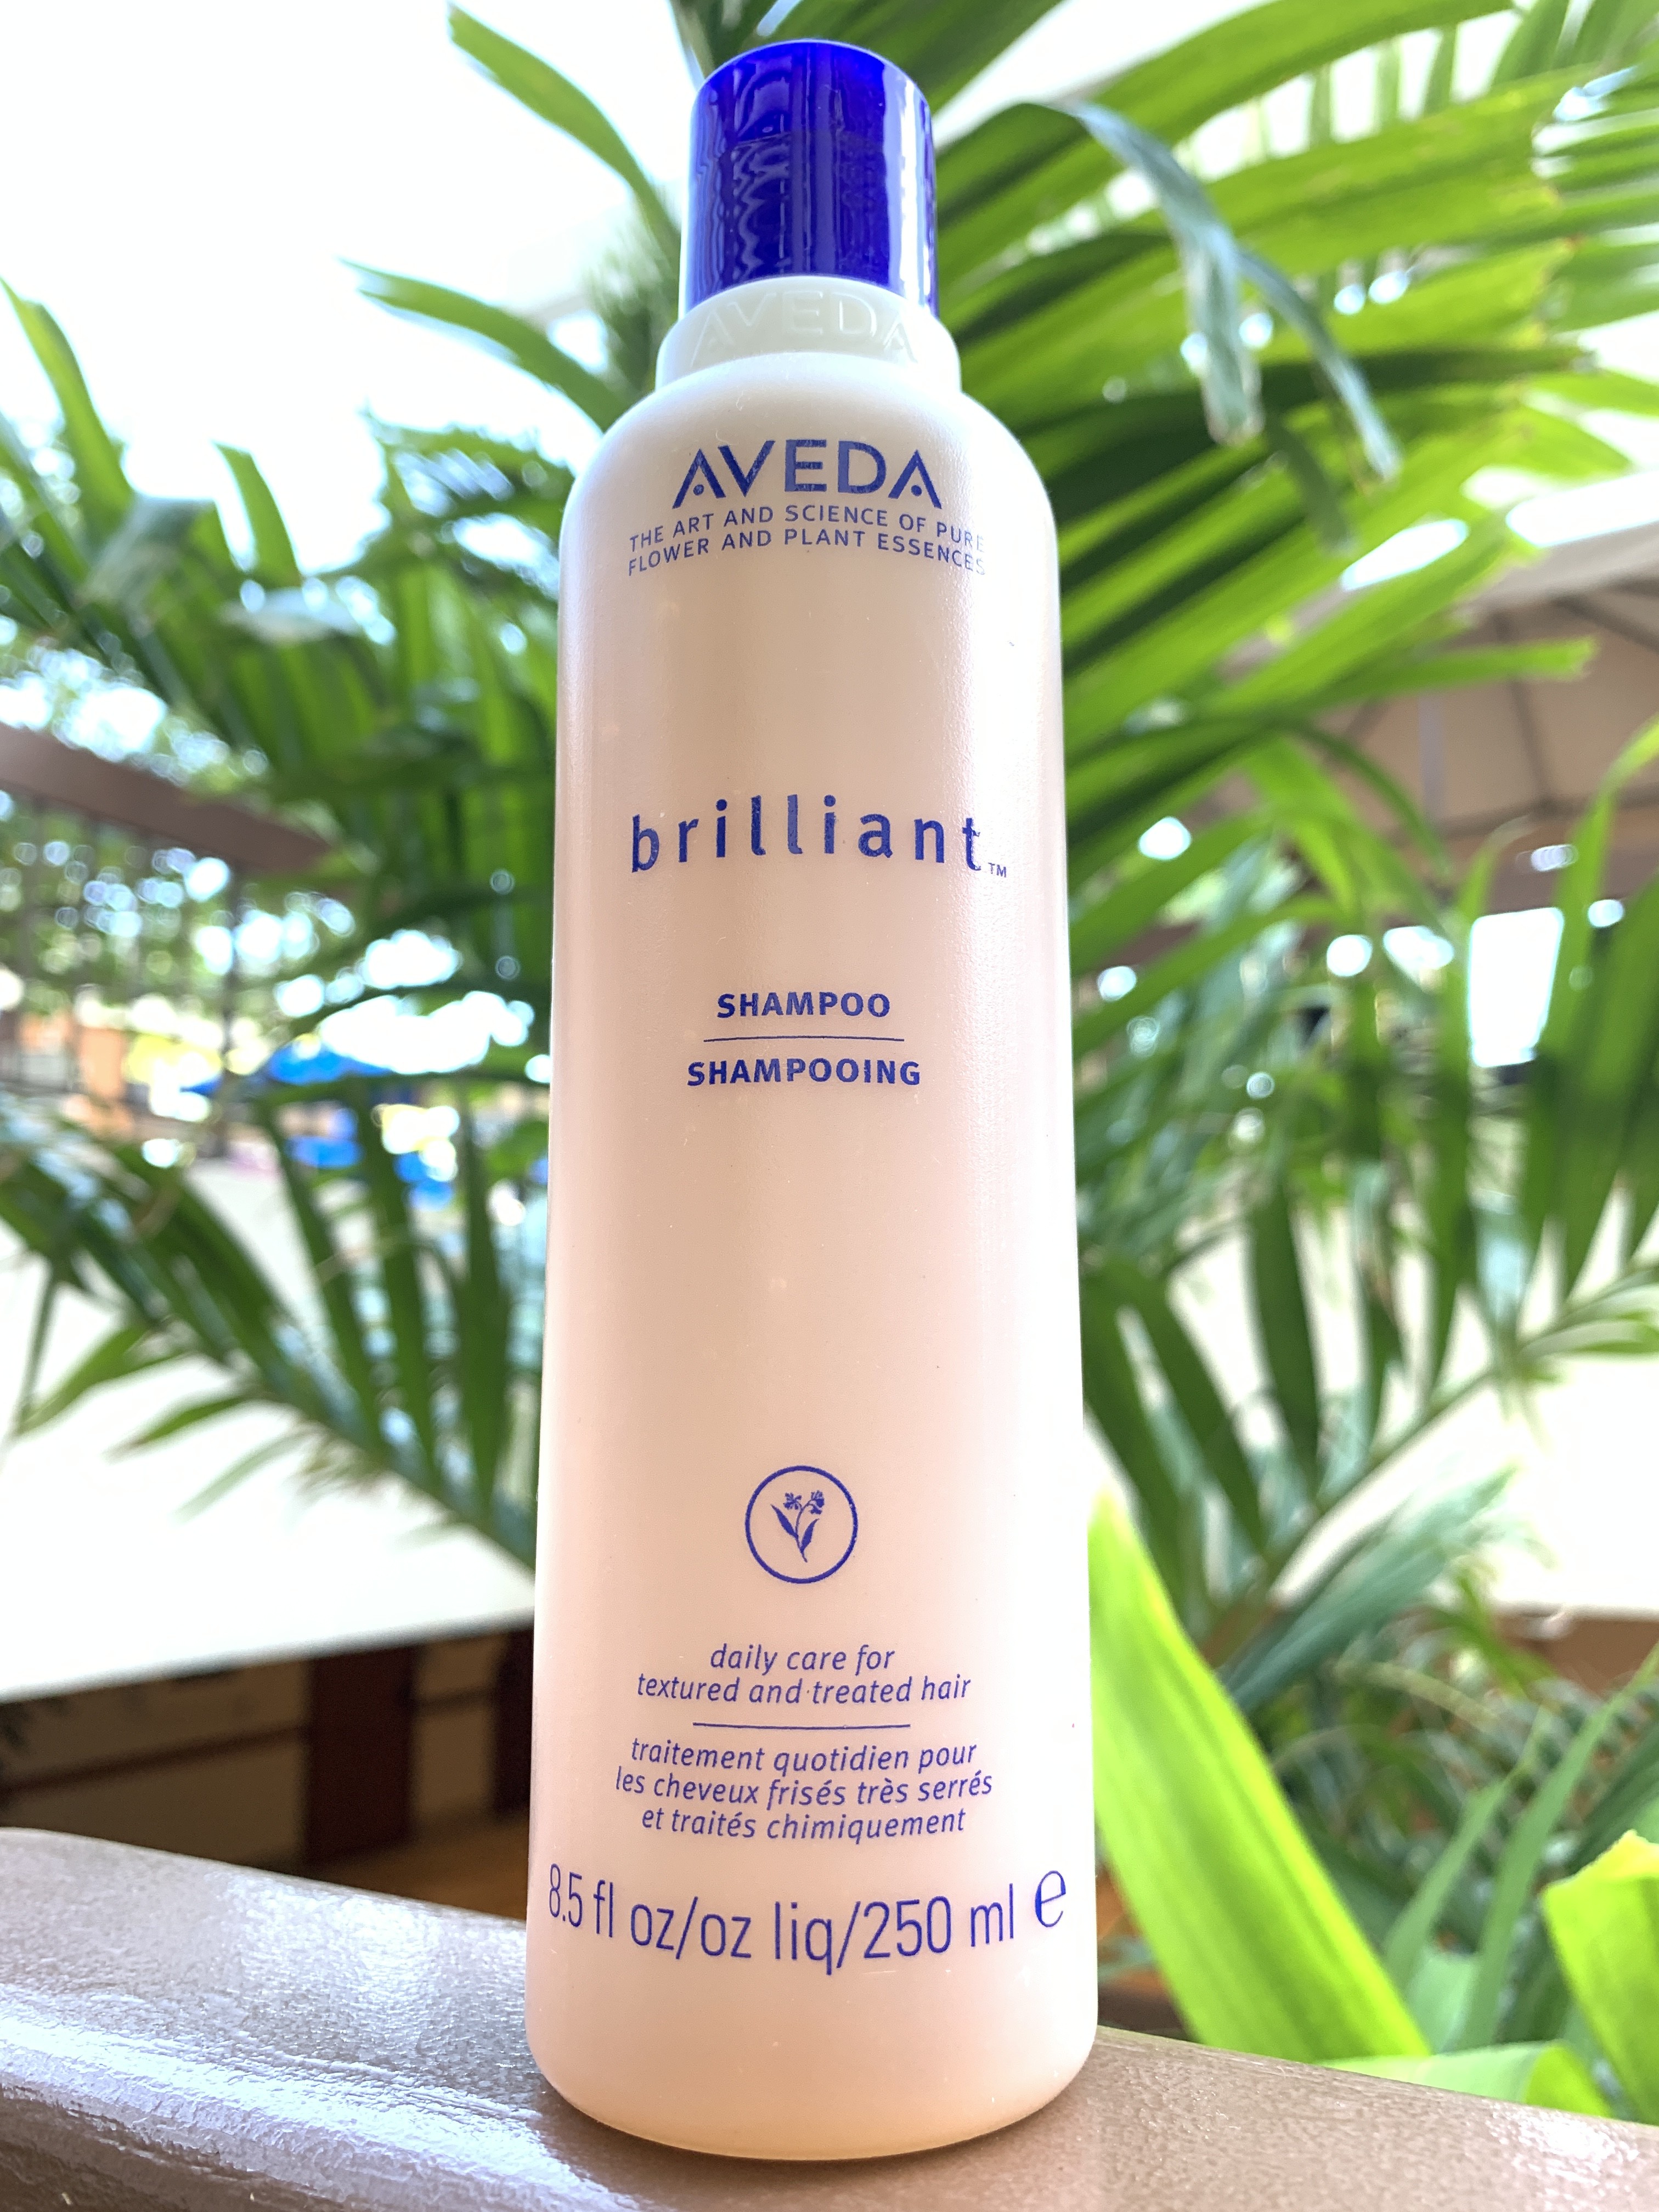 AVEDA
AVEDA
THE ART AND SCIENCE OF PURE
FLOWER AND PLANT ESSENCES
brilliant™
SHAMPOO
SHAMPOOING
daily care for
textured and treated hair
traitement quotidien pour
les cheveux frisés très serrés
et traités chimiquement
8.5 fl oz/oz liq/250 ml e